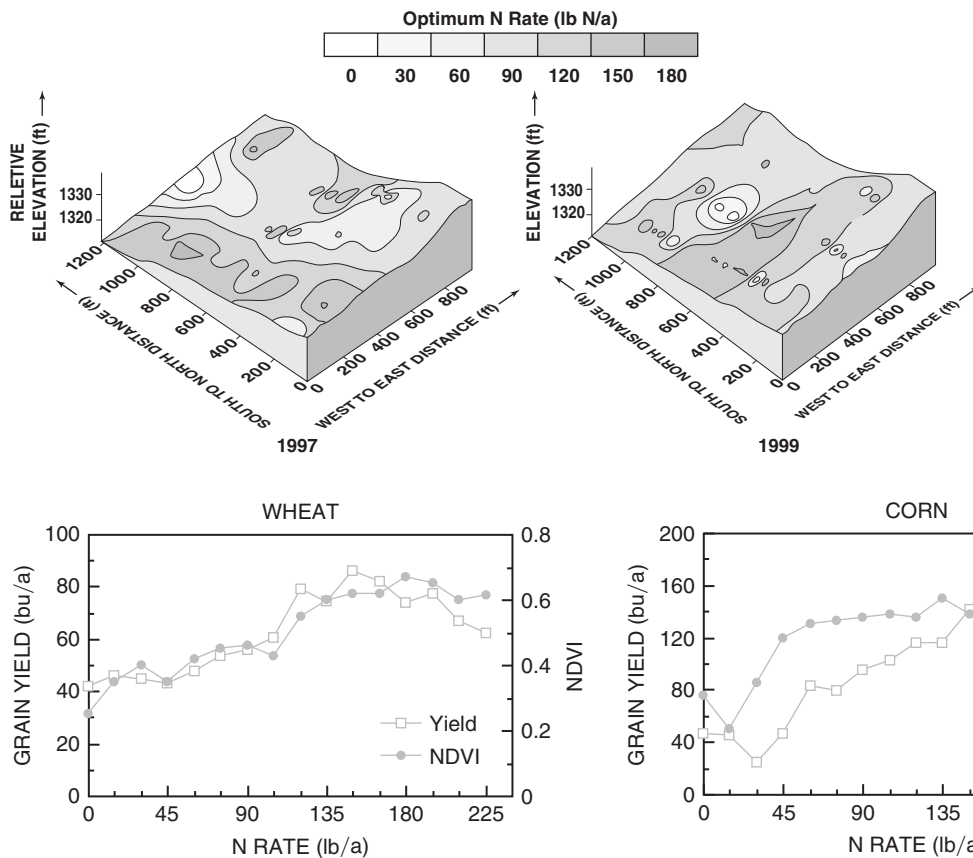 Optimum N Rate (lb N/a)
0 30 60 90 120 150 180
RELETIVE
ELEVATION (ft)
1330
1320
1200
1000
800
600
400
200
0
0
200
400
600
800
SOUTH TO NORTH DISTANCE (ft)
WEST TO EAST DISTANCE (ft)
1997
ELEVATION (ft)
1330
1320
1200
1000
800
600
400
200
0
0
200
400
600
800
SOUTH TO NORTH DISTANCE (ft)
WEST TO EAST DISTANCE (ft)
1999
WHEAT
GRAIN YIELD (bu/a)
100
80
60
40
20
0
0.8
0.6
0.4
0.2
0
NDVI
Yield
NDVI
0 45 90 135 180 225
N RATE (lb/a)
CORN
GRAIN YIELD (bu/a)
200
160
120
80
40
0
0 45 90 135
N RATE (lb/a